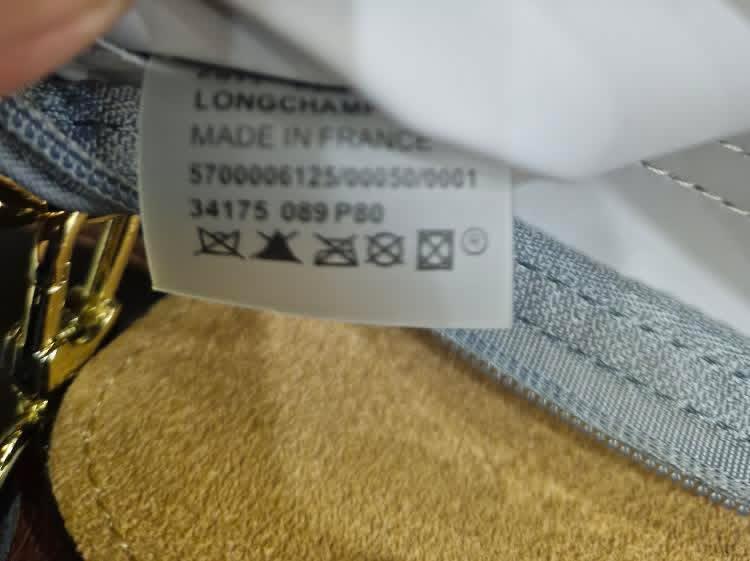 LONGCHAMP
MADE IN FRANCE
5700006125/00050/0001
34175 089 P80